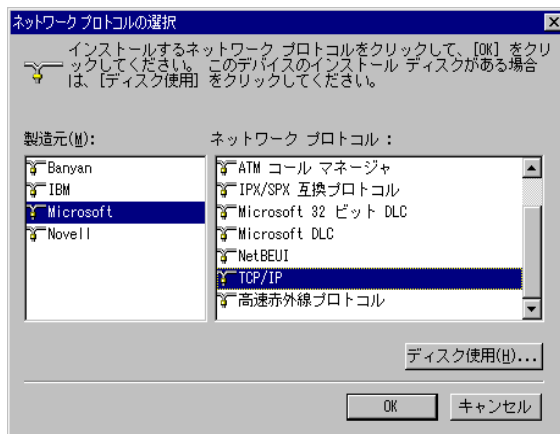 ネットワーク プロトコルの選択
インストールするネットワーク プロトコルをクリックして、[OK] をクリ
ックしてください。 このデバイスのインストール ディスクがある場合
は、[ディスク使用] をクリックしてください。
製造元(M):
Banyan
IBM
Microsoft
Novell
ネットワーク プロトコル :
ATM コール マネージャ
IPX/SPX 互換プロトコル
Microsoft 32 ビット DLC
Microsoft DLC
NetBEUI
TCP/IP
高速赤外線プロトコル
ディスク使用(H)...
OK
キャンセル